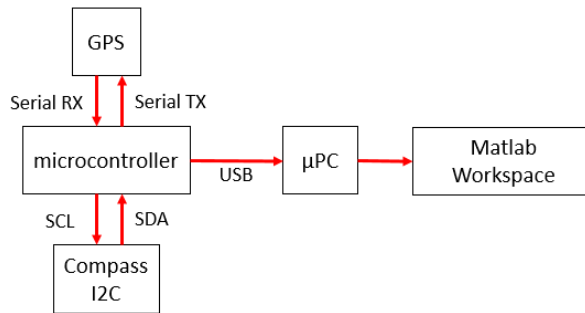 GPS
Serial RX
Serial TX
microcontroller
USB
µPC
Matlab
Workspace
SCL
SDA
Compass
I2C